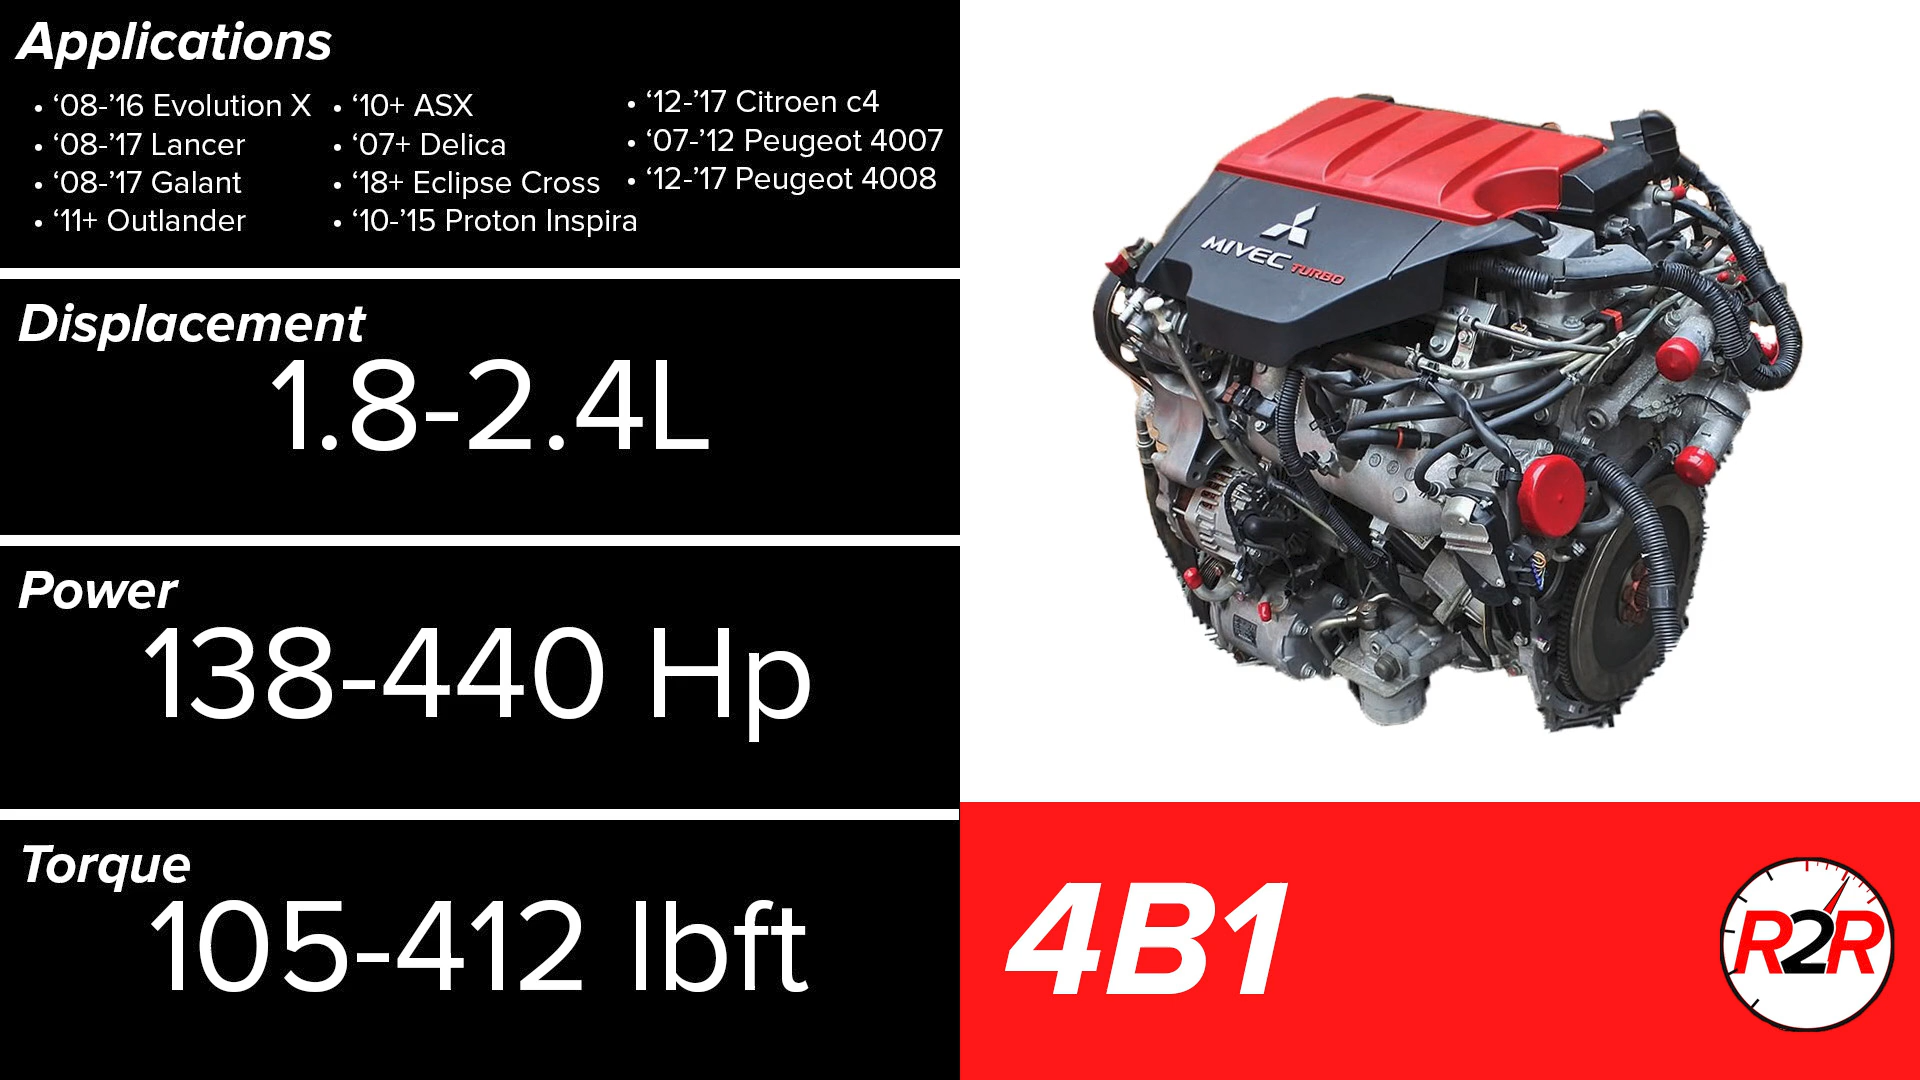 Applications
• ‘08-’16 Evolution X
• ‘08-’17 Lancer
• ‘08-’17 Galant
• ‘11+ Outlander
• ‘10+ ASX
• ‘07+ Delica
• ‘18+ Eclipse Cross
• ‘10-’15 Proton Inspira
• ‘12-’17 Citroen c4
• ‘07-’12 Peugeot 4007
• ‘12-’17 Peugeot 4008
Displacement
1.8-2.4L
Power
138-440 Hp
Torque
105-412 lbft
MIVEC TURBO
4B1
R2R